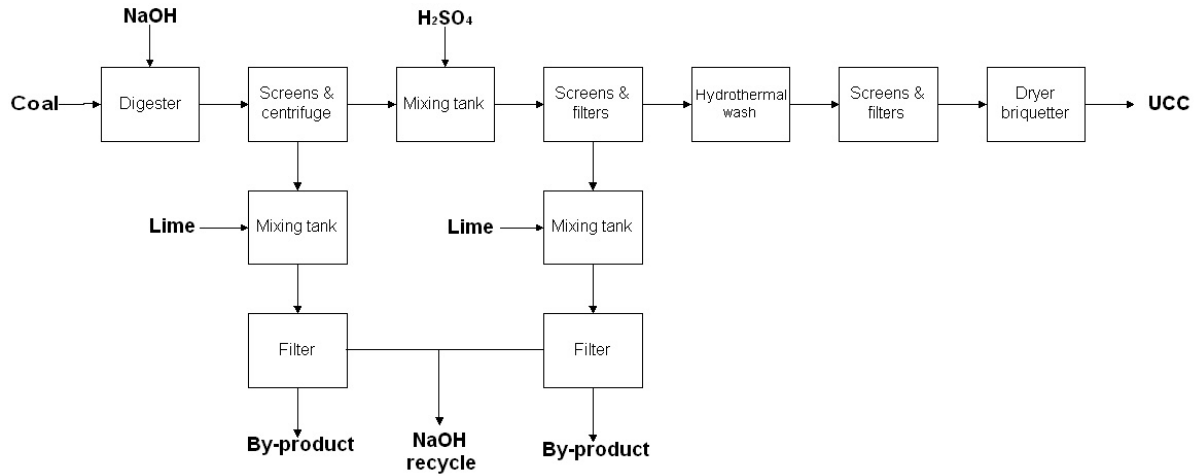 NaOH
H₂SO₄
Coal
Digester
Screens &
centrifuge
Mixing tank
Screens &
filters
Hydrothermal
wash
Screens &
filters
Dryer
briquetter
UCC
Lime
Mixing tank
Lime
Mixing tank
Filter
Filter
By-product
NaOH
recycle
By-product